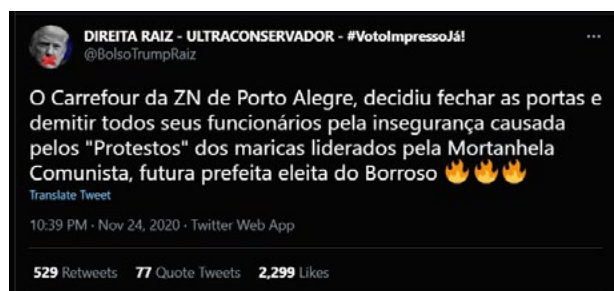 DIREITA RAIZ - ULTRACONSERVADOR - #VotoImpressoJá!
@BolsoTrumpRaiz
O Carrefour da ZN de Porto Alegre, decidiu fechar as portas e
demitir todos seus funcionários pela insegurança causada
pelos "Protestos" dos maricas liderados pela Mortanhela
Comunista, futura prefeita eleita do Borroso 🔥🔥🔥
Translate Tweet
10:39 PM · Nov 24, 2020 · Twitter Web App
529 Retweets 77 Quote Tweets 2,299 Likes